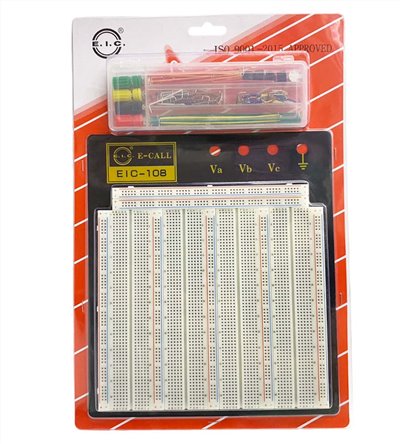 E.I.C.
ISO 9001-2015 APPROVED
E.I.C. E-CALL
EIC-108
Va Vb Vc